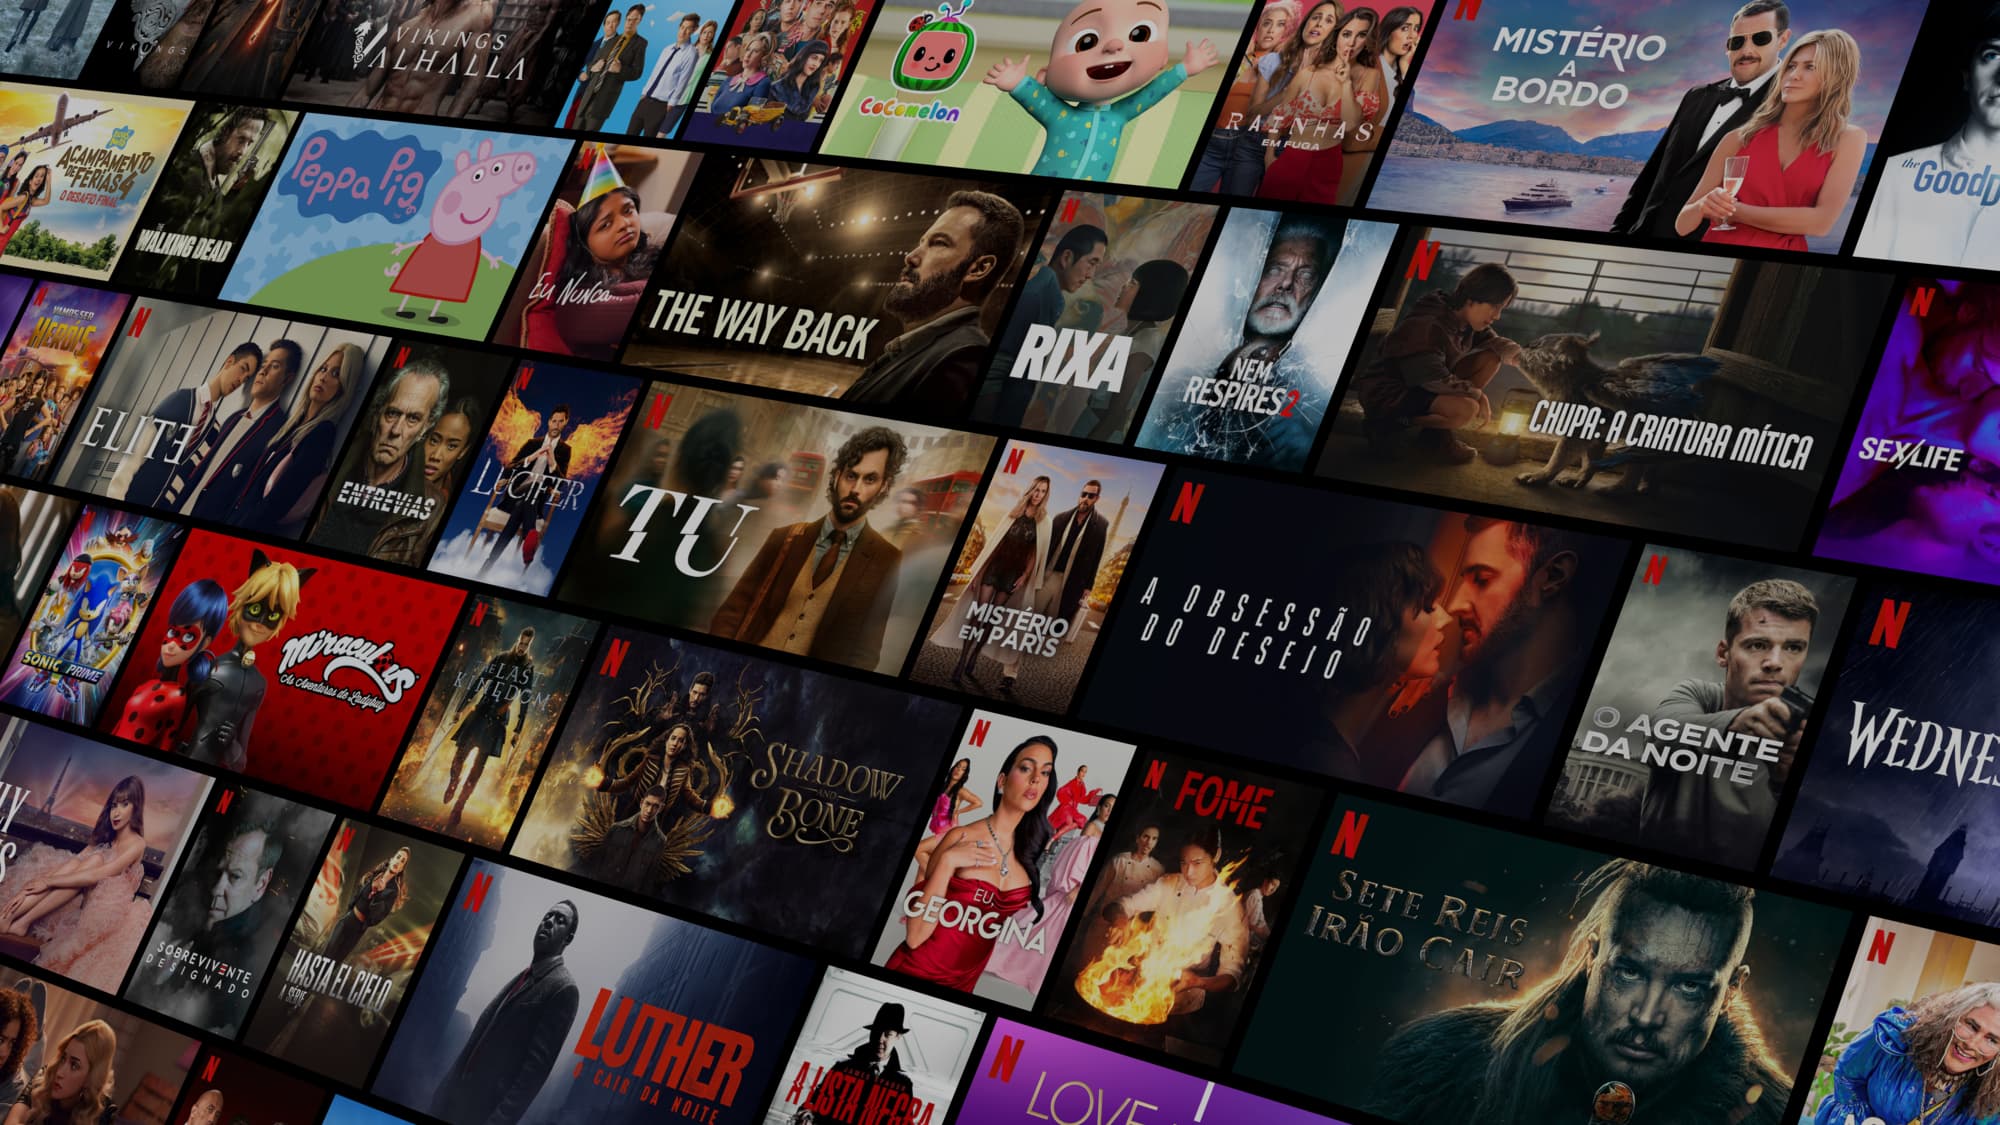 VIKINGS
VIKINGS
VALHALLA
CoComelon
RAINHAS
EM FUGA
MISTÉRIO
A
BORDO
the
ACAMPAMENTO
DE FÉRIAS 4
O DESAFIO FINAL
THE
WALKING DEAD
Peppa Pig
EU NUNCA...
THE WAY BACK
RIXA
NEM
RESPIRES 2
CHUPA: A CRIATURA MÍTICA
SEX/LIFE
VAMOS SER
HERÓIS
ELITE
ENTREVIAS
LUCIFER
TU
MISTÉRIO
EM PARIS
A OBSESSÃO
DO DESEJO
O AGENTE
DA NOITE
SONIC PRIME
Miraculous
As Aventuras de Ladybug
THE LAST
KINGDOM
SHADOW
AND
BONE
EU,
GEORGINA
FOME
SETE REIS
IRÃO CAIR
SOBREVIVENTE
DESIGNADO
HASTA EL CIELO
A SÉRIE
LUTHER
O CAIR DA NOITE
JAMES SPADER
A LISTA NEGRA
LOVE